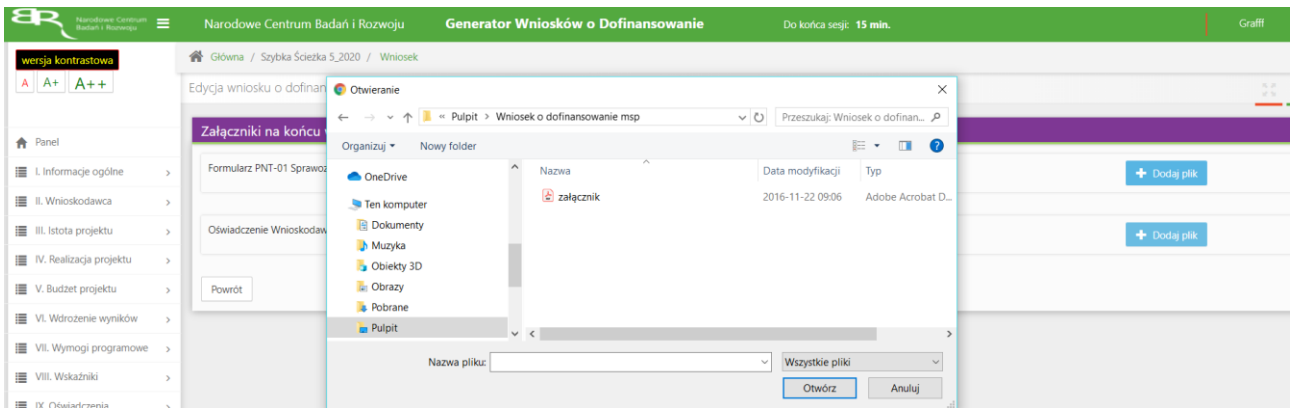 BR Narodowe Centrum
Badań i Rozwoju
Narodowe Centrum Badań i Rozwoju Generator Wniosków o Dofinansowanie Do końca sesji: 15 min. Grafff
wersja kontrastowa
A A+ A++
Główna / Szybka Ścieżka 5_2020 / Wniosek
Edycja wniosku o dofinan
Panel
I. Informacje ogólne
II. Wnioskodawca
III. Istota projektu
IV. Realizacja projektu
V. Budżet projektu
VI. Wdrożenie wyników
VII. Wymogi programowe
VIII. Wskaźniki
IX. Oświadczenia
Załączniki na końcu
Formularz PNT-01 Sprawoz
Dodaj plik
Oświadczenie Wnioskodaw
Dodaj plik
Powrót
Otwieranie
« Pulpit > Wniosek o dofinansowanie msp
Przeszukaj: Wniosek o dofinan...
Organizuj Nowy folder
OneDrive
Ten komputer
Dokumenty
Muzyka
Obiekty 3D
Obrazy
Pobrane
Pulpit
Nazwa Data modyfikacji Typ
załącznik 2016-11-22 09:06 Adobe Acrobat D...
Nazwa pliku: Wszystkie pliki
Otwórz Anuluj